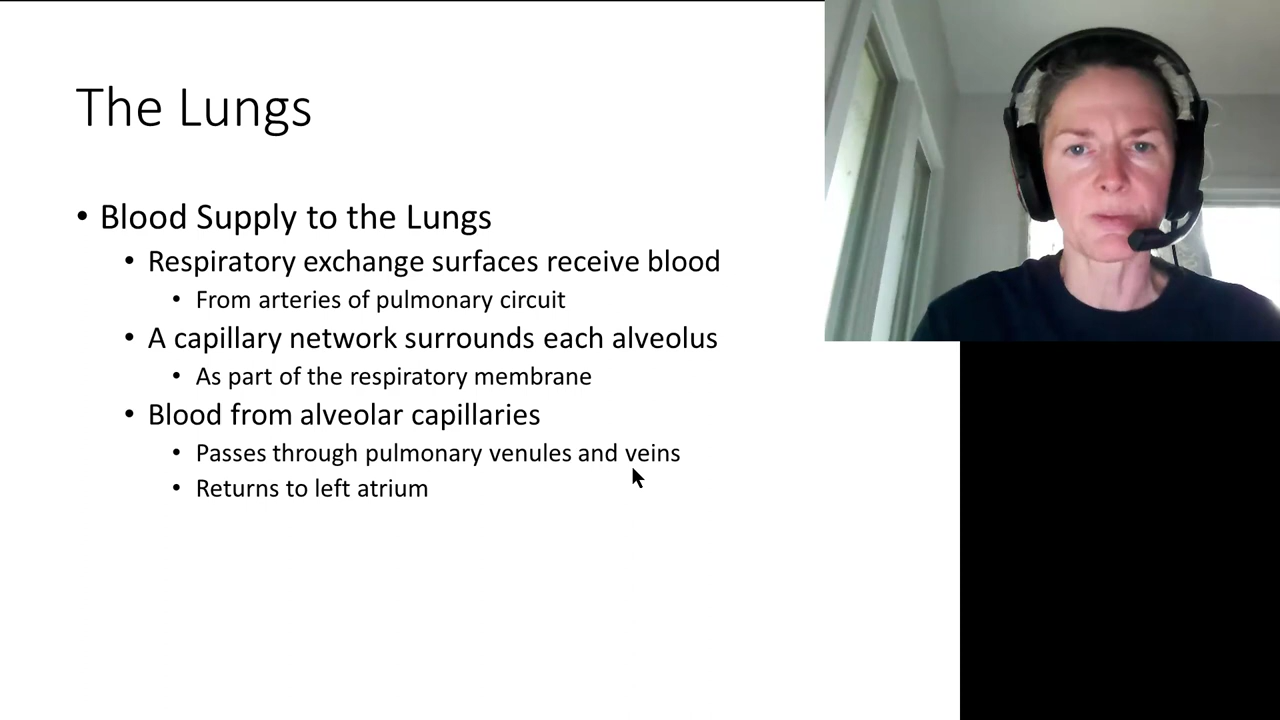 The Lungs
• Blood Supply to the Lungs
• Respiratory exchange surfaces receive blood
• From arteries of pulmonary circuit
• A capillary network surrounds each alveolus
• As part of the respiratory membrane
• Blood from alveolar capillaries
• Passes through pulmonary venules and veins
• Returns to left atrium